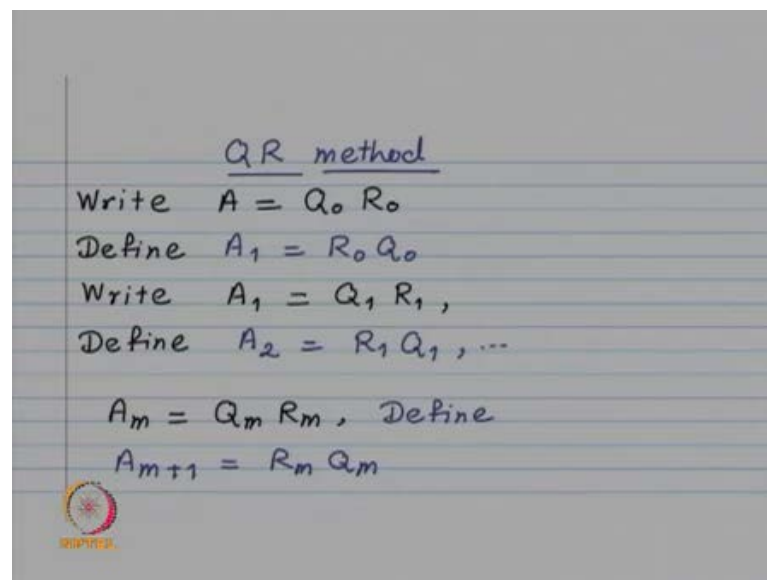 QR method
Write A = Q₀ R₀
Define A₁ = R₀ Q₀
Write A₁ = Q₁ R₁ ,
Define A₂ = R₁ Q₁ , ...
Aₘ = Qₘ Rₘ , Define
Aₘ₊₁ = Rₘ Qₘ
NPTEL